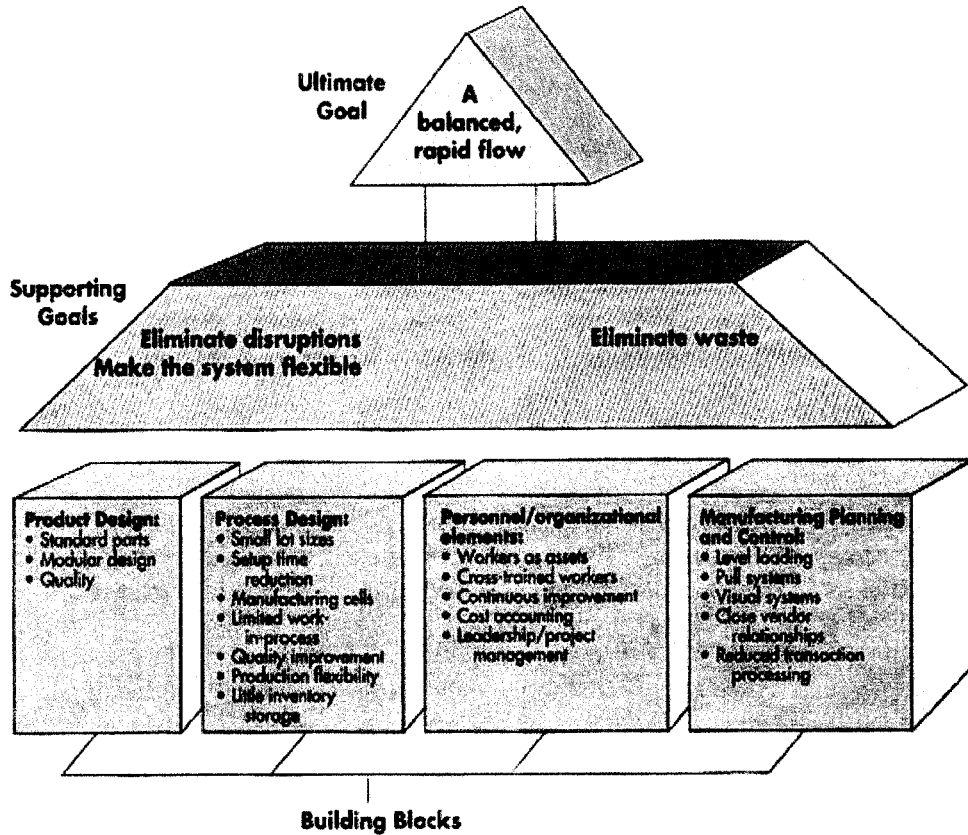 Ultimate
Goal
A
balanced,
rapid flow
Supporting
Goals
Eliminate disruptions
Make the system flexible
Eliminate waste
Product Design:
• Standard parts
• Modular design
• Quality
Process Design:
• Small lot sizes
• Setup time
reduction
• Manufacturing cells
• Limited work-
in-process
• Quality improvement
• Production flexibility
• Little inventory
storage
Personnel/organizational
elements:
• Workers as assets
• Cross-trained workers
• Continuous improvement
• Cost accounting
• Leadership/project
management
Manufacturing Planning
and Control:
• Level loading
• Pull systems
• Visual systems
• Close vendor
relationships
• Reduced transaction
processing
Building Blocks